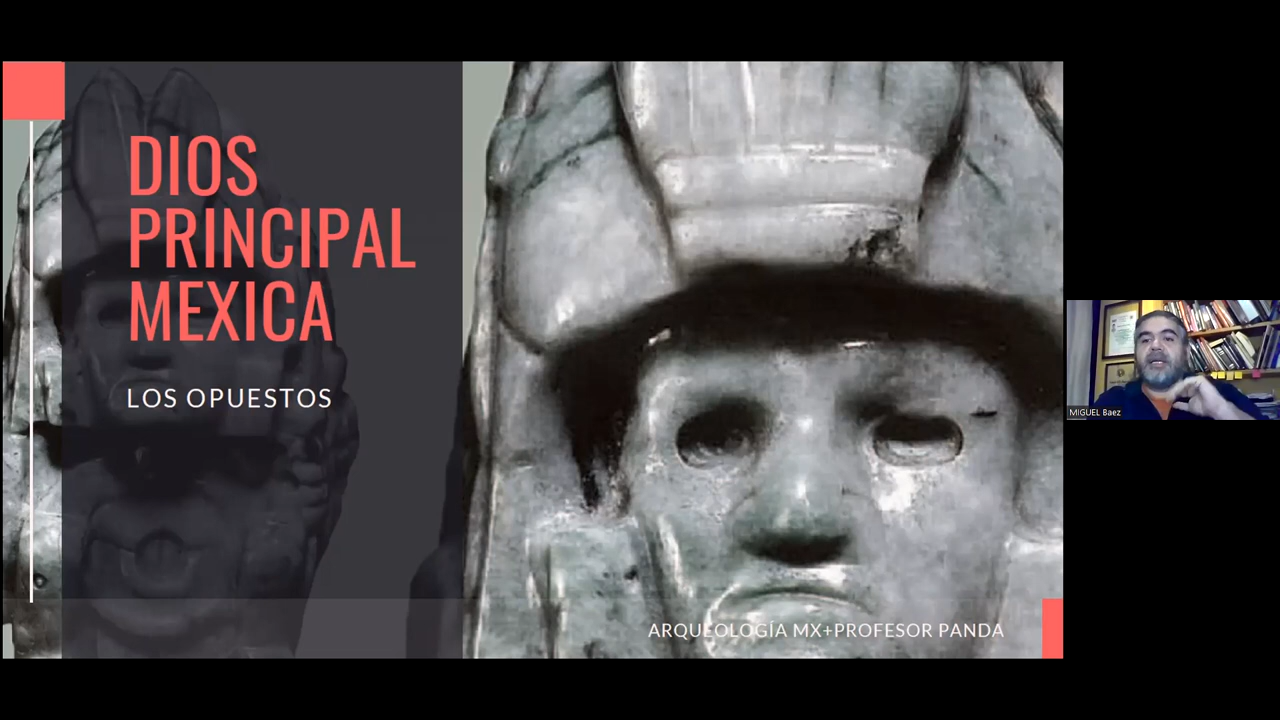 DIOS
PRINCIPAL
MEXICA
LOS OPUESTOS
ARQUEOLOGÍA MX+PROFESOR PANDA
MIGUEL Baez